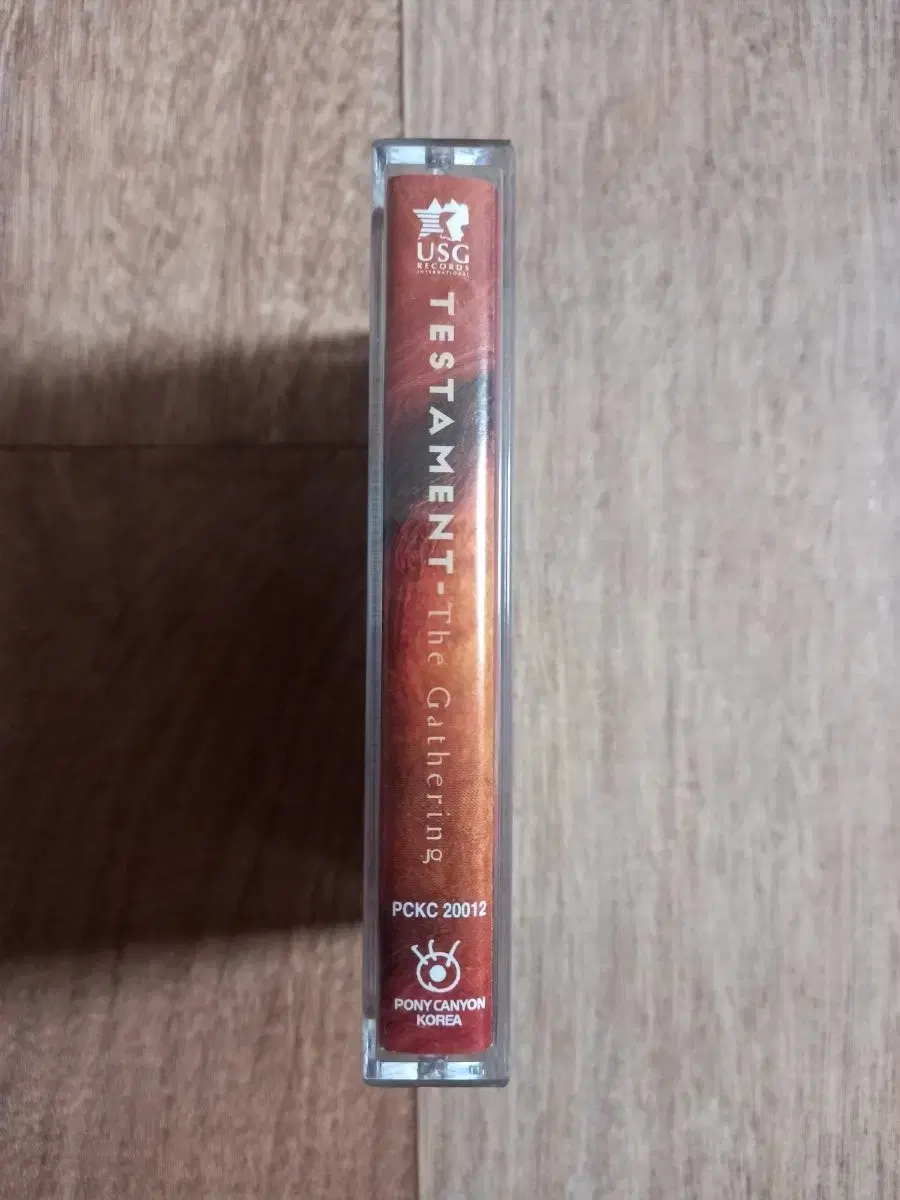 USG
RECORDS
INTERNATIONAL
TESTAMENT - The Gathering
PCKC 20012
PONY CANYON
KOREA